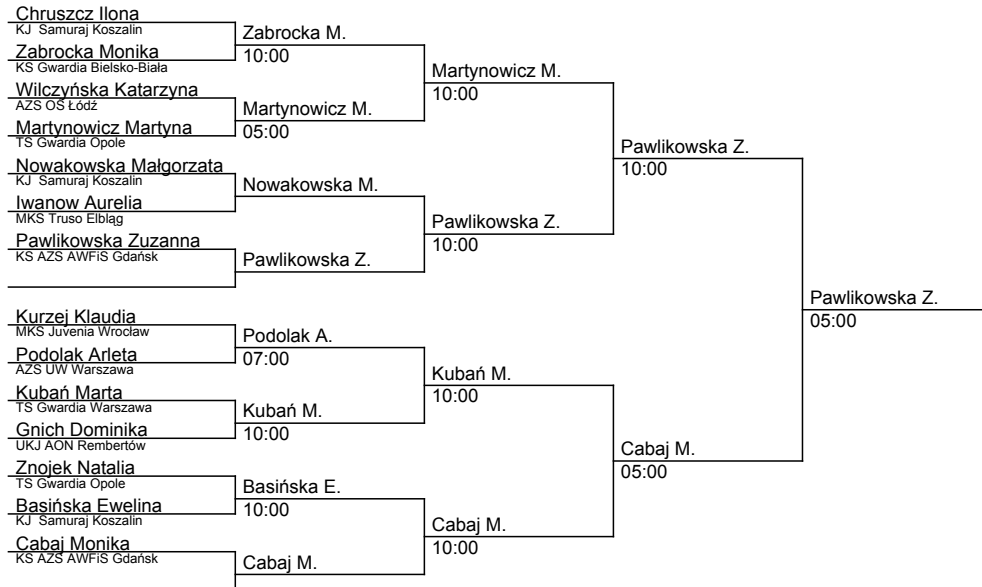 Chruszcz Ilona
KJ  Samuraj Koszalin
Zabrocka M.
Zabrocka Monika
10:00
KS Gwardia Bielsko-Biała
Martynowicz M.
Wilczyńska Katarzyna
10:00
AZS OŚ Łódź
Martynowicz M.
Martynowicz Martyna
05:00
TS Gwardia Opole
Pawlikowska Z.
Nowakowska Małgorzata
10:00
KJ  Samuraj Koszalin
Nowakowska M.
Iwanow Aurelia
MKS Truso Elbląg
Pawlikowska Z.
Pawlikowska Zuzanna
10:00
KS AZS AWFiS Gdańsk
Pawlikowska Z.
Pawlikowska Z.
05:00
Kurzej Klaudia
MKS Juvenia Wrocław
Podolak A.
Podolak Arleta
07:00
AZS UW Warszawa
Kubań M.
Kubań Marta
10:00
TS Gwardia Warszawa
Kubań M.
Gnich Dominika
10:00
UKJ AON Rembertów
Cabaj M.
Znojek Natalia
05:00
TS Gwardia Opole
Basińska E.
Basińska Ewelina
10:00
KJ  Samuraj Koszalin
Cabaj M.
Cabaj Monika
10:00
KS AZS AWFiS Gdańsk
Cabaj M.